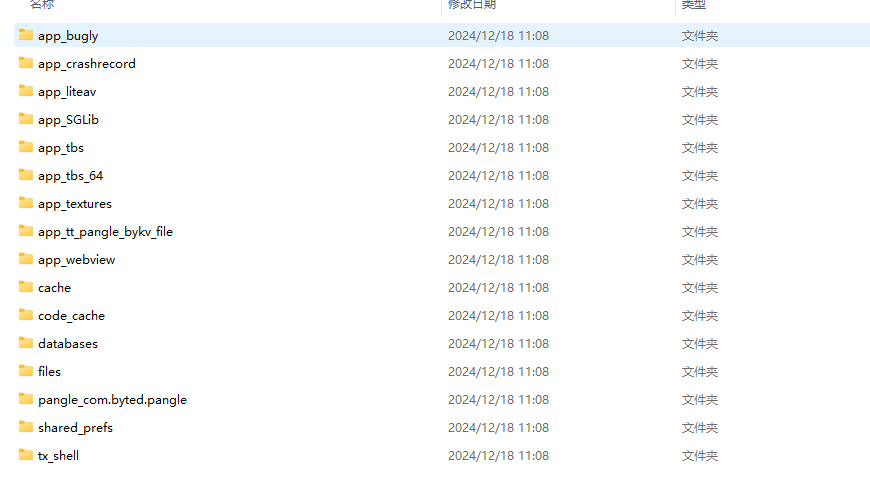 名称 修改日期 类型
app_bugly 2024/12/18 11:08 文件夹
app_crashrecord 2024/12/18 11:08 文件夹
app_liteav 2024/12/18 11:08 文件夹
app_SGLib 2024/12/18 11:08 文件夹
app_tbs 2024/12/18 11:08 文件夹
app_tbs_64 2024/12/18 11:08 文件夹
app_textures 2024/12/18 11:08 文件夹
app_tt_pangle_bykv_file 2024/12/18 11:08 文件夹
app_webview 2024/12/18 11:08 文件夹
cache 2024/12/18 11:08 文件夹
code_cache 2024/12/18 11:08 文件夹
databases 2024/12/18 11:08 文件夹
files 2024/12/18 11:08 文件夹
pangle_com.byted.pangle 2024/12/18 11:08 文件夹
shared_prefs 2024/12/18 11:08 文件夹
tx_shell 2024/12/18 11:08 文件夹